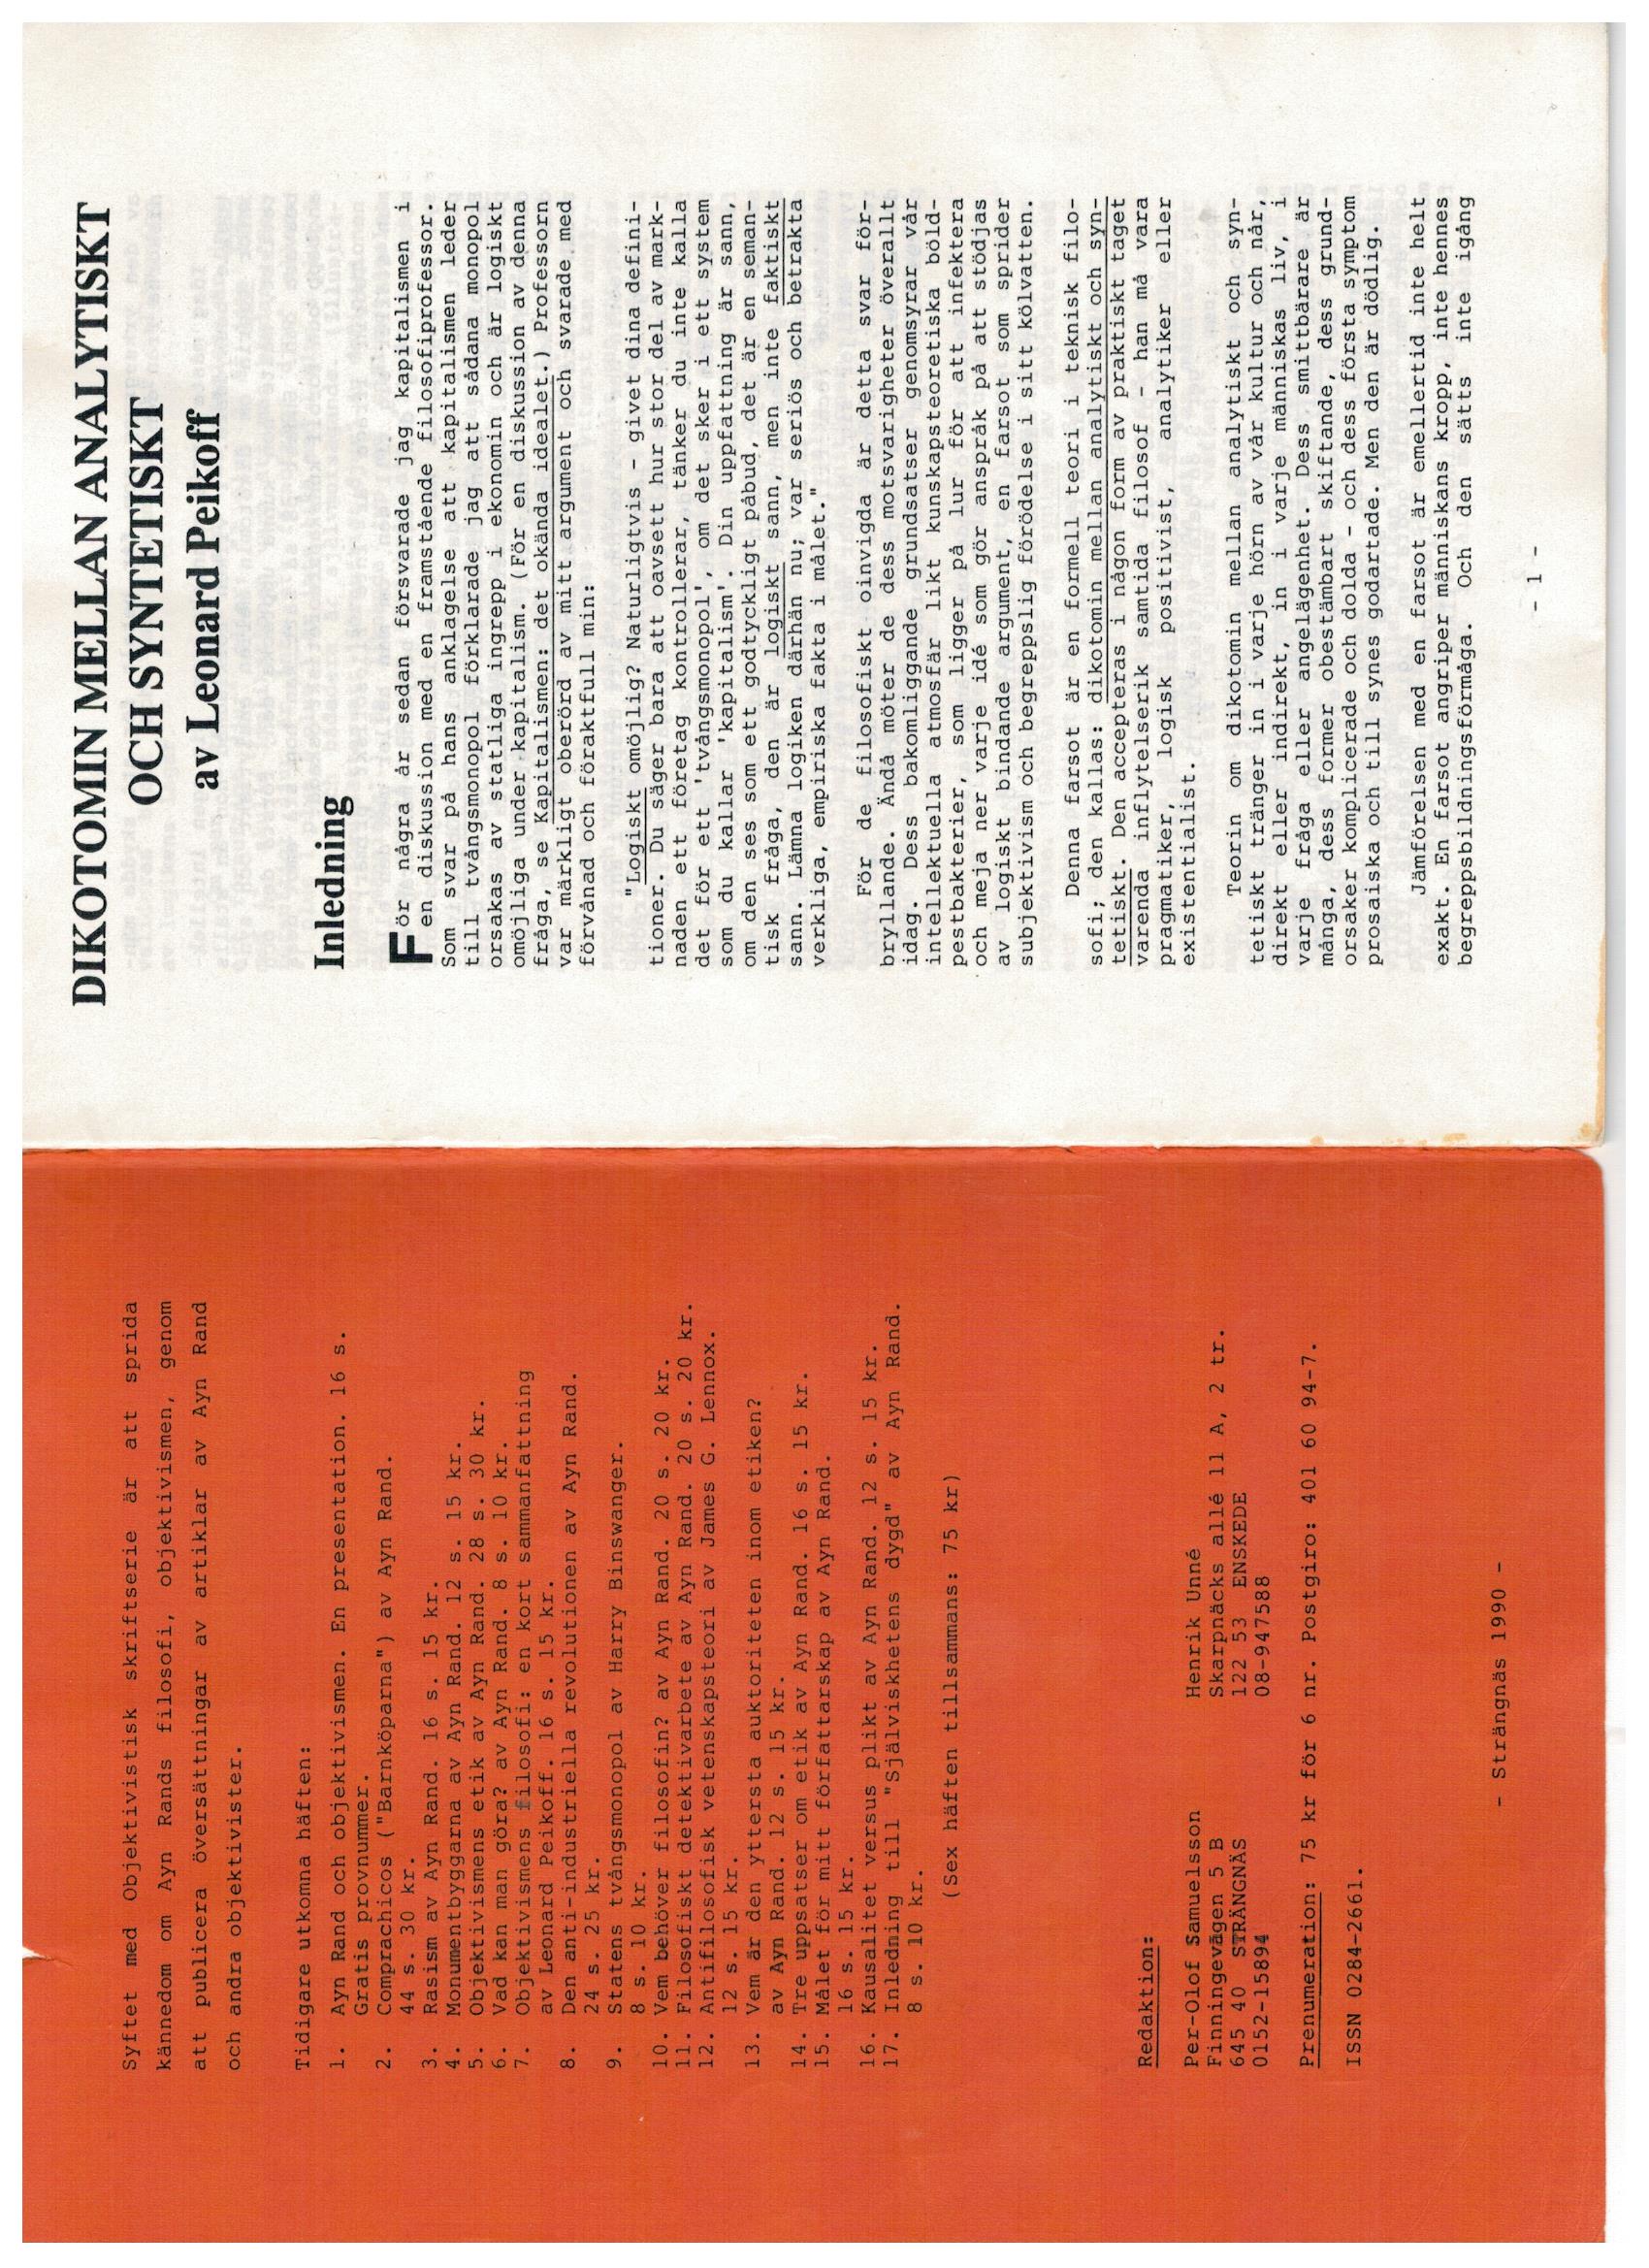 Syftet med Objektivistisk skriftserie är att sprida
kännedom om Ayn Rands filosofi, objektivismen, genom
att publicera översättningar av artiklar av Ayn Rand
och andra objektivister.
Tidigare utkomna häften:
1. Ayn Rand och objektivismen. En presentation. 16 s.
Gratis provnummer.
2. Comprachicos ("Barnköparna") av Ayn Rand.
44 s. 30 kr.
3. Rasism av Ayn Rand. 16 s. 15 kr.
4. Monumentbyggarna av Ayn Rand. 12 s. 15 kr.
5. Objektivismens etik av Ayn Rand. 28 s. 30 kr.
6. Vad kan man göra? av Ayn Rand. 8 s. 10 kr.
7. Objektivismens filosofi: en kort sammanfattning
av Leonard Peikoff. 16 s. 15 kr.
8. Den anti-industriella revolutionen av Ayn Rand.
24 s. 25 kr.
9. Statens tvångsmonopol av Harry Binswanger.
8 s. 10 kr.
10. Vem behöver filosofin? av Ayn Rand. 20 s. 20 kr.
11. Filosofiskt detektivarbete av Ayn Rand. 20 s. 20 kr.
12. Antifilosofisk vetenskapsteori av James G. Lennox.
12 s. 15 kr.
13. Vem är den yttersta auktoriteten inom etiken?
av Ayn Rand. 12 s. 15 kr.
14. Tre uppsatser om etik av Ayn Rand. 16 s. 15 kr.
15. Målet för mitt författarskap av Ayn Rand.
16 s. 15 kr.
16. Kausalitet versus plikt av Ayn Rand. 12 s. 15 kr.
17. Inledning till "Själviskhetens dygd" av Ayn Rand.
8 s. 10 kr.
(Sex häften tillsammans: 75 kr)
Redaktion:
Per-Olof Samuelsson Henrik Unné
Finningevägen 5 B Skarpnäcks allé 11 A, 2 tr.
645 40 STRÄNGNÄS 122 53 ENSKEDE
0152-15894 08-947588
Prenumeration: 75 kr för 6 nr. Postgiro: 401 60 94-7.
ISSN 0284-2661.
- Strängnäs 1990 -
DIKOTOMIN MELLAN ANALYTISKT
OCH SYNTETISKT
av Leonard Peikoff
Inledning
För några år sedan försvarade jag kapitalismen i
en diskussion med en framstående filosofiprofessor.
Som svar på hans anklagelse att kapitalismen leder
till tvångsmonopol förklarade jag att sådana monopol
orsakas av statliga ingrepp i ekonomin och är logiskt
omöjliga under kapitalism. (För en diskussion av denna
fråga, se Kapitalismen: det okända idealet.) Professorn
var märkligt oberörd av mitt argument och svarade med
förvånad och föraktfull min:
"Logiskt omöjlig? Naturligtvis - givet dina defini-
tioner. Du säger bara att oavsett hur stor del av mark-
naden ett företag kontrollerar, tänker du inte kalla
det för ett 'tvångsmonopol', om det sker i ett system
som du kallar 'kapitalism'. Din uppfattning är sann,
om den ses som ett godtyckligt påbud, det är en seman-
tisk fråga, den är logiskt sann, men inte faktiskt
sann. Lämna logiken därhän nu; var seriös och betrakta
verkliga, empiriska fakta i målet."
För de filosofiskt oinvigda är detta svar för-
bryllande. Ändå möter de dess motsvarigheter överallt
idag. Dess bakomliggande grundsatser genomsyrar vår
intellektuella atmosfär likt kunskapsteoretiska böld-
pestbakterier, som ligger på lur för att infektera
och meja ner varje idé som gör anspråk på att stödjas
av logiskt bindande argument, en farsot som sprider
subjektivism och begreppslig förödelse i sitt kölvatten.
Denna farsot är en formell teori i teknisk filo-
sofi; den kallas: dikotomin mellan analytiskt och syn-
tetiskt. Den accepteras i någon form av praktiskt taget
varenda inflytelserik samtida filosof - han må vara
pragmatiker, logisk positivist, analytiker eller
existentialist.
Teorin om dikotomin mellan analytiskt och syn-
tetiskt tränger in i varje hörn av vår kultur och når,
direkt eller indirekt, in i varje människas liv, i
varje fråga eller angelägenhet. Dess smittbärare är
många, dess former obestämbart skiftande, dess grund-
orsaker komplicerade och dolda - och dess första symptom
prosaiska och till synes godartade. Men den är dödlig.
Jämförelsen med en farsot är emellertid inte helt
exakt. En farsot angriper människans kropp, inte hennes
begreppsbildningsförmåga. Och den sätts inte igång
- 1 -